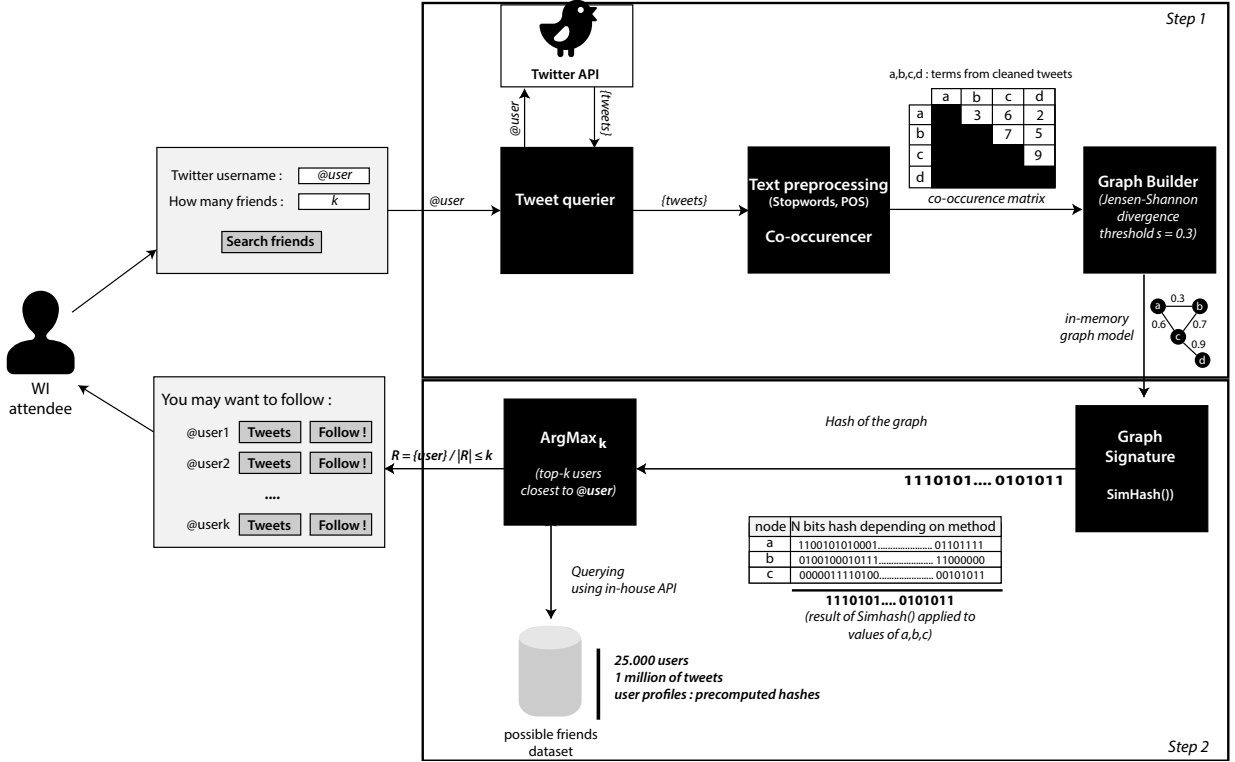 Step 1
Twitter API
@user
{tweets}
a,b,c,d : terms from cleaned tweets
a b c d
a 3 6 2
b 7 5
c 9
d
co-occurence matrix
Twitter username : @user
How many friends : k
Search friends
@user
Tweet querier
{tweets}
Text preprocessing
(Stopwords, POS)
Co-occurencer
Graph Builder
(Jensen-Shannon
divergence
threshold s = 0.3)
in-memory
graph model
a 0.3 b
0.6 0.7
c
0.9
d
WI
attendee
You may want to follow :
@user1 Tweets Follow !
@user2 Tweets Follow !
....
@userk Tweets Follow !
R = {user} / |R| ≤ k
ArgMax k
(top-k users
closest to @user)
Hash of the graph
1110101.... 0101011
Graph
Signature
SimHash())
node N bits hash depending on method
a 1100101010001...................... 01101111
b 0100100010111...................... 11000000
c 0000011110100...................... 00101011
1110101.... 0101011
(result of Simhash() applied to
values of a,b,c)
Querying
using in-house API
25.000 users
1 million of tweets
user profiles : precomputed hashes
possible friends
dataset
Step 2